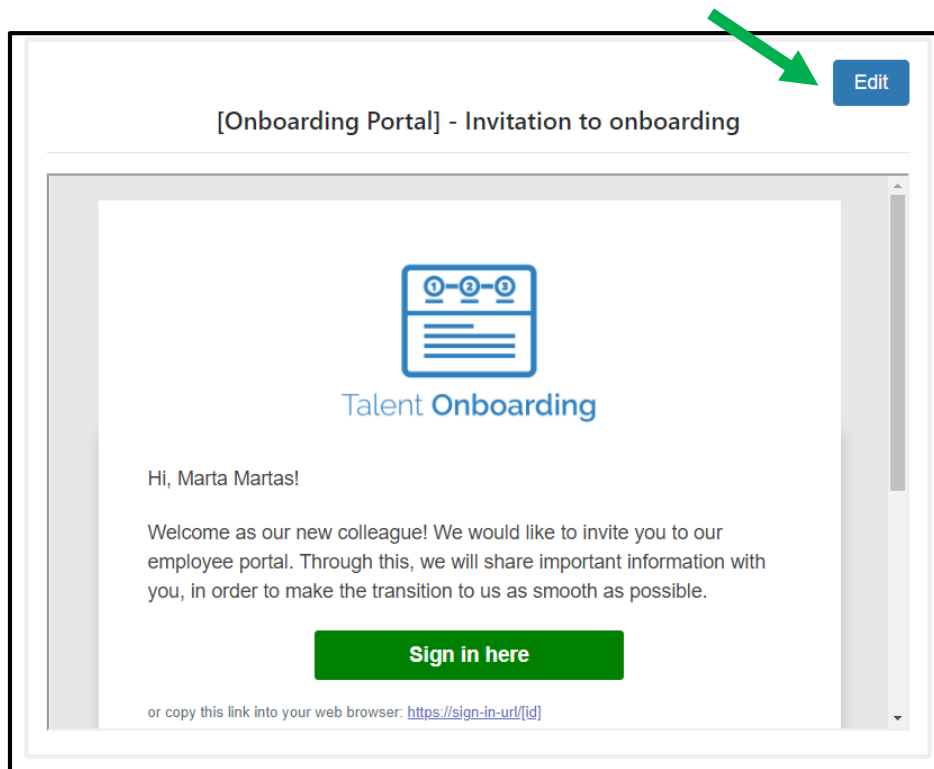 Edit
[Onboarding Portal] - Invitation to onboarding
1 2 3
Talent Onboarding
Hi, Marta Martas!
Welcome as our new colleague! We would like to invite you to our
employee portal. Through this, we will share important information with
you, in order to make the transition to us as smooth as possible.
Sign in here
or copy this link into your web browser: https://sign-in-url/[id]